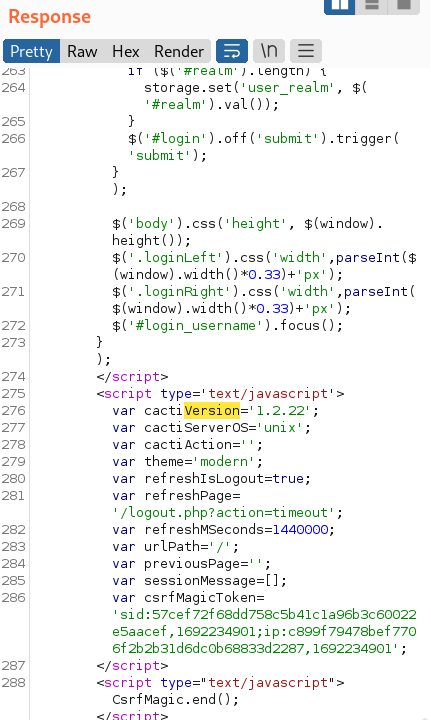 Response
Pretty Raw Hex Render \n
263 if ($('#realm').length) {
264 storage.set('user_realm', $(
'#realm').val());
265 }
266 $('#login').off('submit').trigger(
'submit');
267 }
);
268
269 $('body').css('height', $(window).
height());
270 $('.loginLeft').css('width',parseInt($
(window).width()*0.33)+'px');
271 $('.loginRight').css('width',parseInt(
$(window).width()*0.33)+'px');
272 $('#login_username').focus();
273 }
);
274 </script>
275 <script type='text/javascript'>
276 var cactiVersion='1.2.22';
277 var cactiServerOS='unix';
278 var cactiAction='';
279 var theme='modern';
280 var refreshIsLogout=true;
281 var refreshPage=
'/logout.php?action=timeout';
282 var refreshMSeconds=1440000;
283 var urlPath='/';
284 var previousPage='';
285 var sessionMessage=[];
286 var csrfMagicToken=
'sid:57cef72f68dd758c5b41c1a96b3c60022
e5aacef,1692234901;ip:c899f79478bef770
6f2b2b31d6dc0b68833d2287,1692234901';
287 </script>
288 <script type="text/javascript">
CsrfMagic.end();
</script>